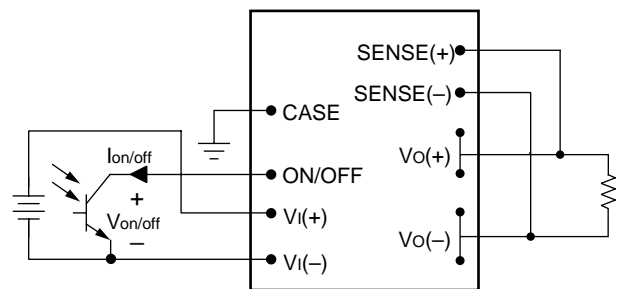 SENSE(+)
SENSE(–)
CASE
VO(+)
Ion/off
ON/OFF
+
Von/off
VI(+)
–
VO(–)
VI(–)